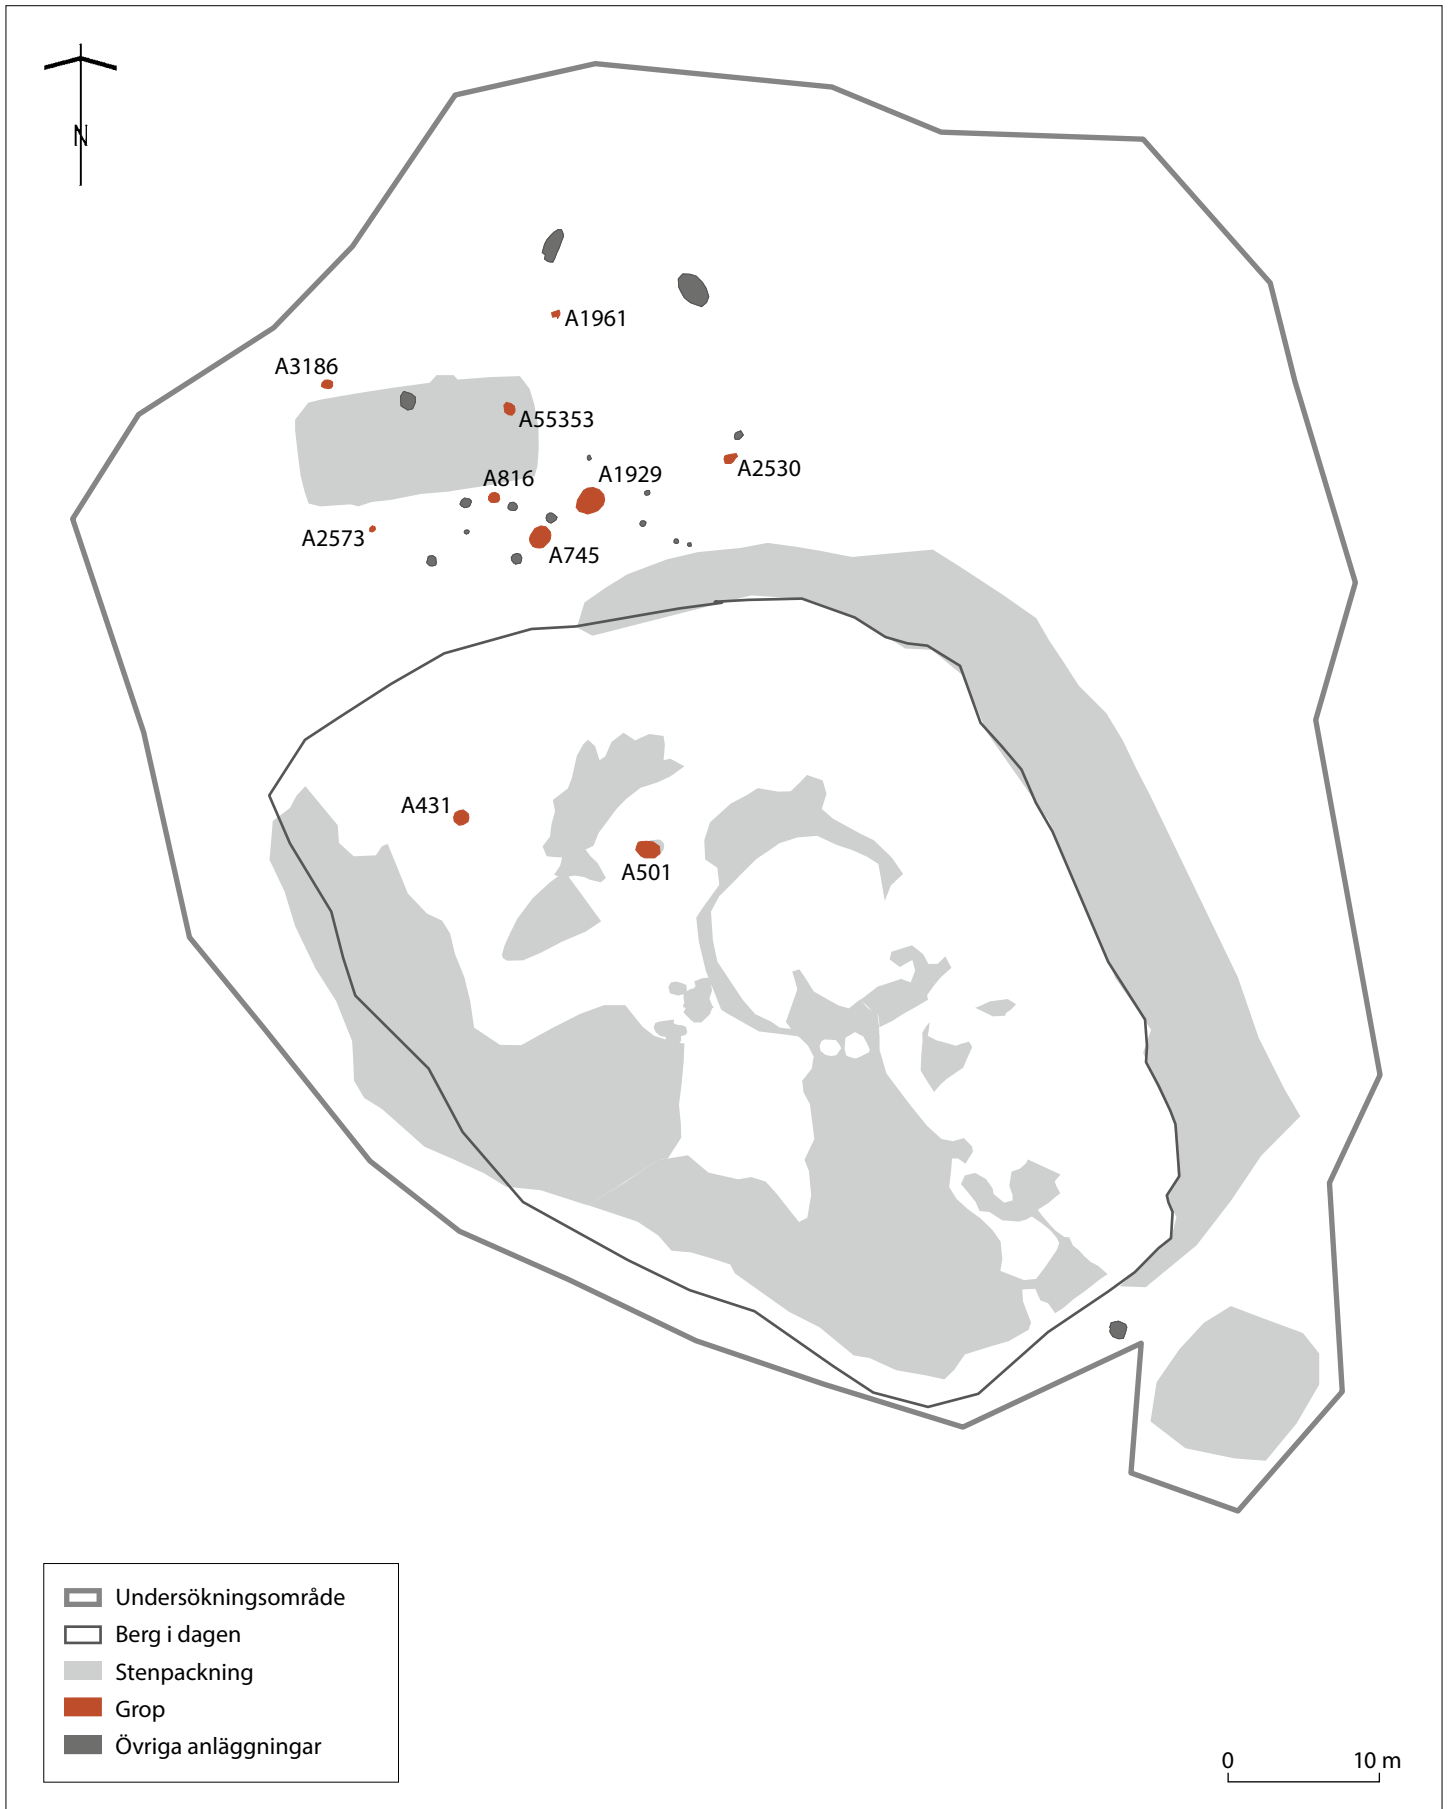 N
A1961
A3186
A55353
A2530
A1929
A816
A2573
A745
A431
A501
Undersökningsområde
Berg i dagen
Stenpackning
Grop
Övriga anläggningar
0 10 m